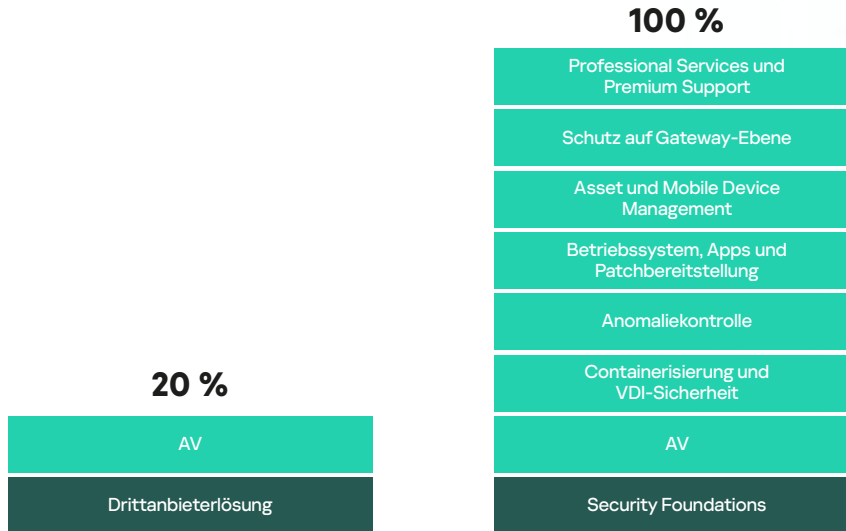 20 %
AV
Drittanbieterlösung
100 %
Professional Services und
Premium Support
Schutz auf Gateway-Ebene
Asset und Mobile Device
Management
Betriebssystem, Apps und
Patchbereitstellung
Anomaliekontrolle
Containerisierung und
VDI-Sicherheit
AV
Security Foundations